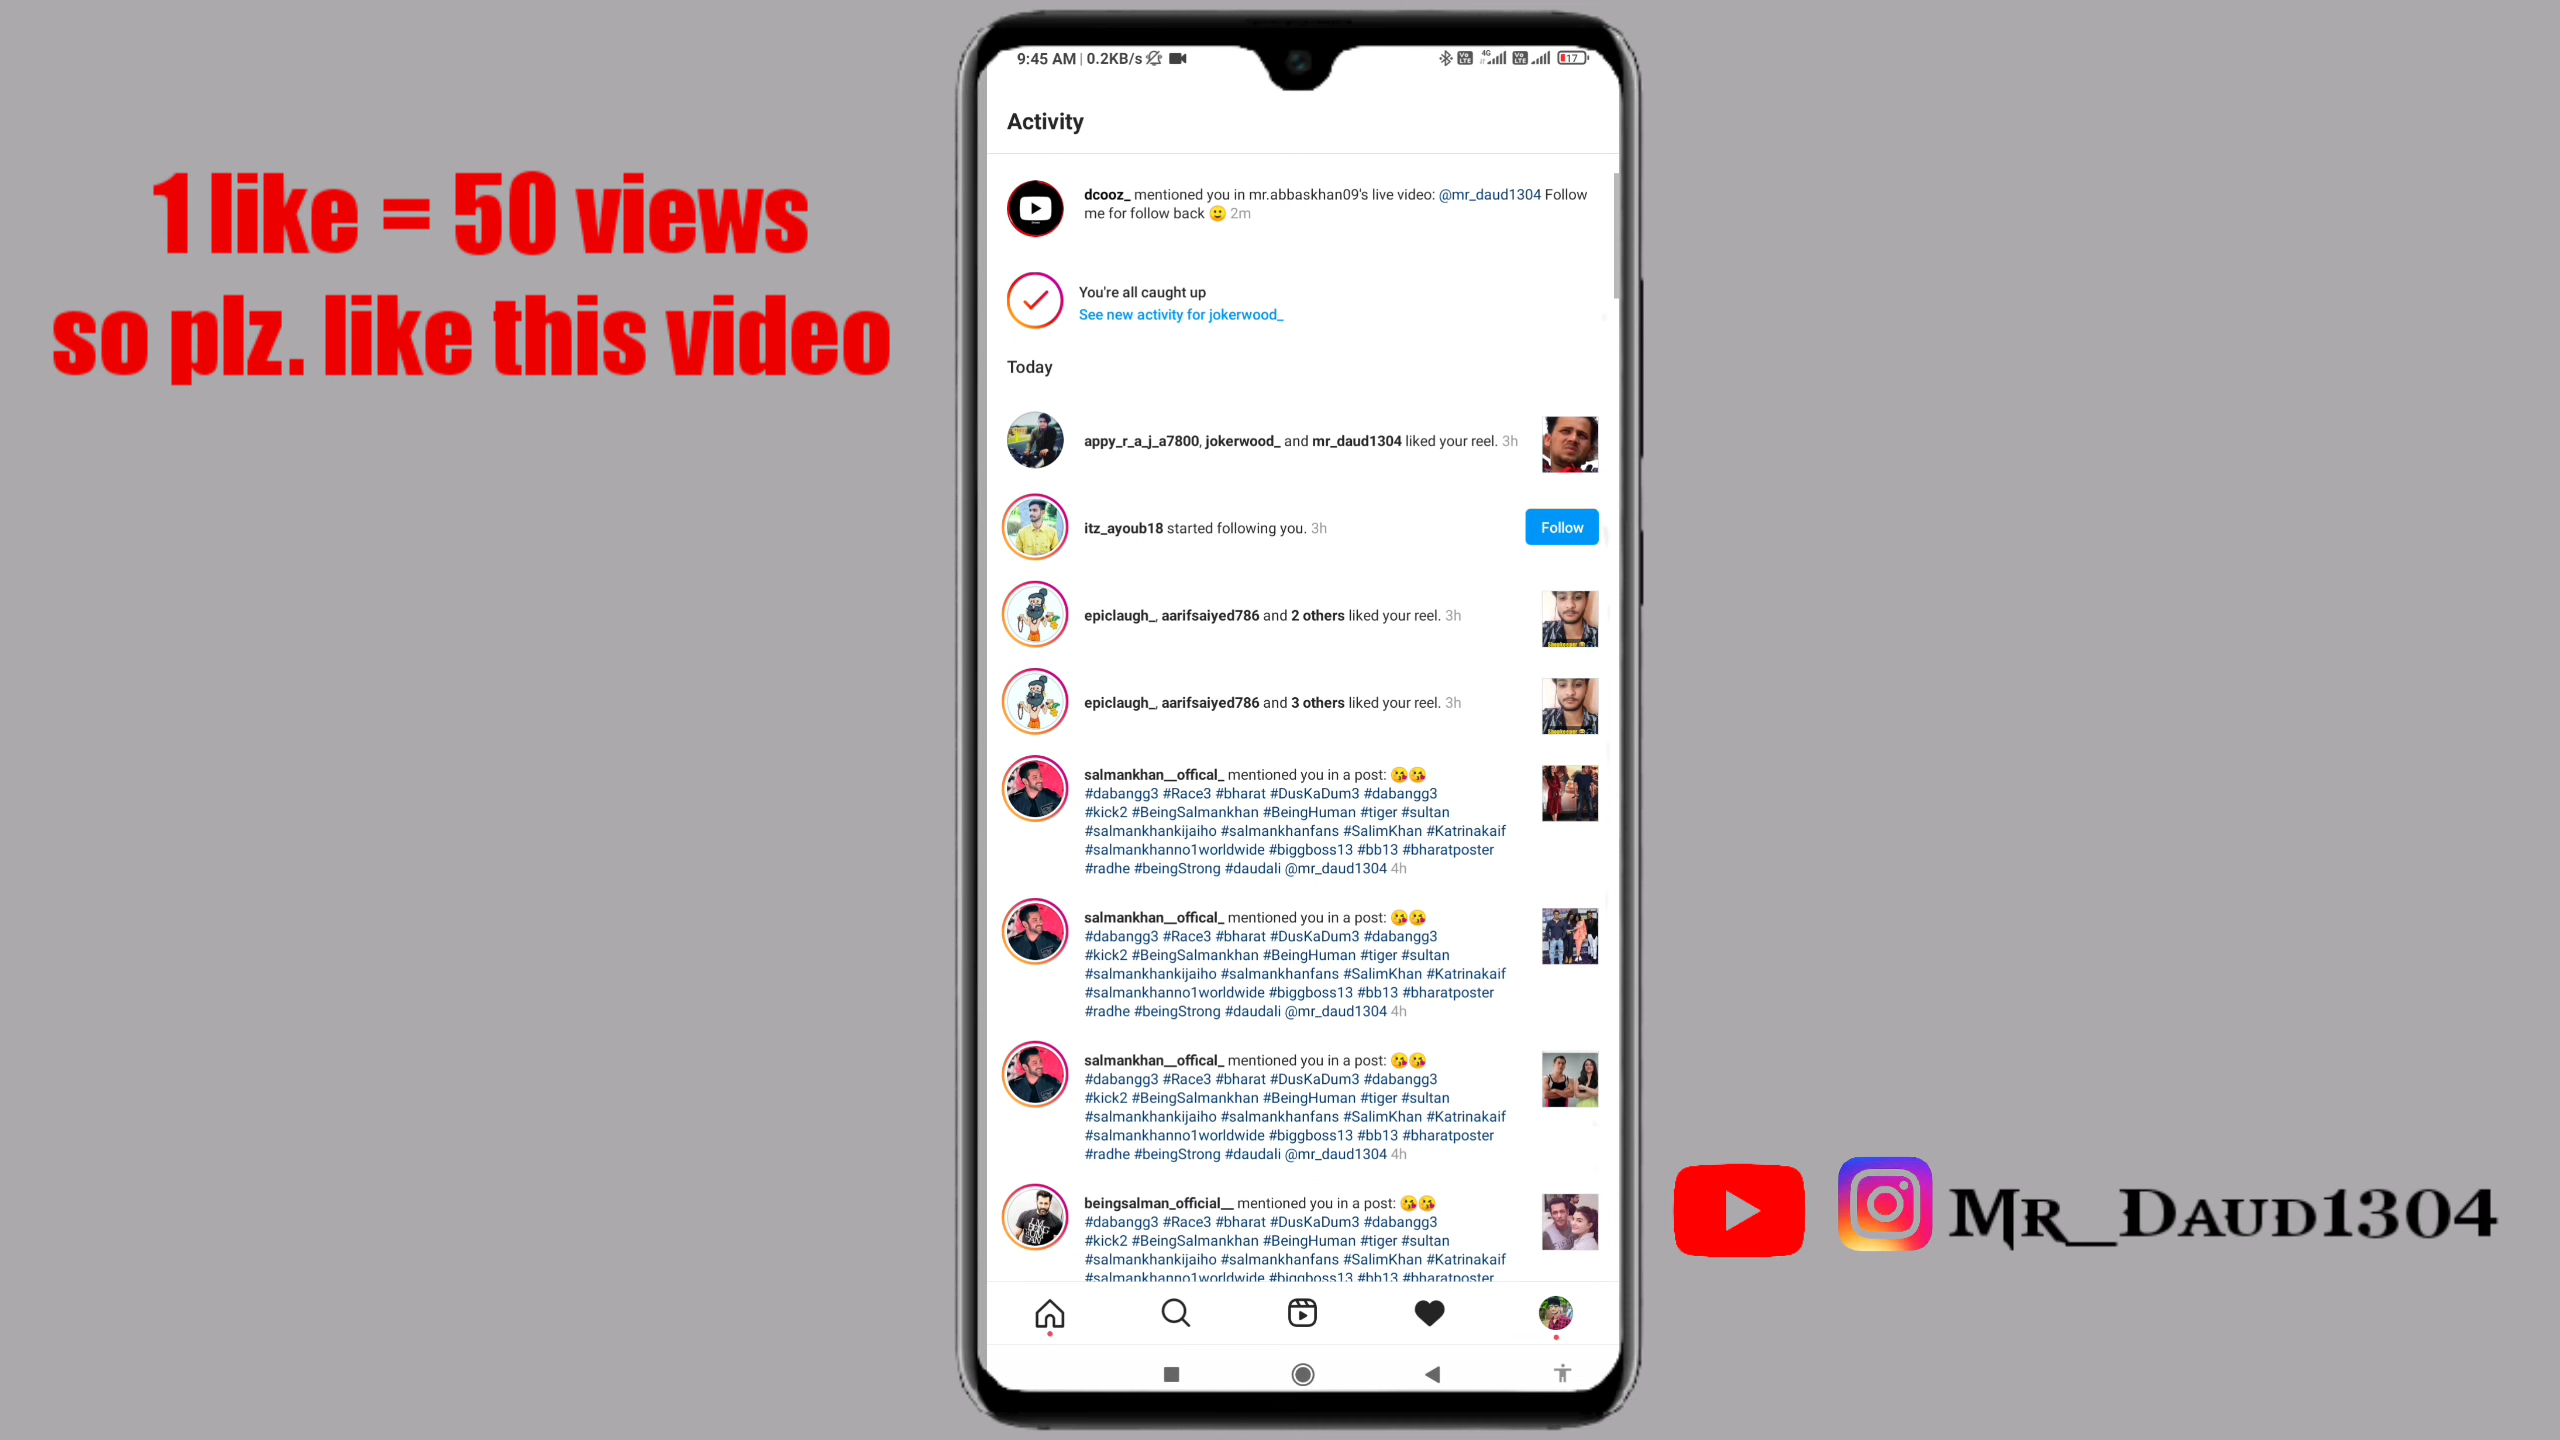 1 like = 50 views
so plz. like this video
9:45 AM | 0.2KB/s
17
Activity
dcooz_ mentioned you in mr.abbaskhan09's live video: @mr_daud1304 Follow
me for follow back 🙂 2m
You're all caught up
See new activity for jokerwood_
Today
appy_r_a_j_a7800, jokerwood_ and mr_daud1304 liked your reel. 3h
itz_ayoub18 started following you. 3h
Follow
epiclaugh_, aarifsaiyed786 and 2 others liked your reel. 3h
epiclaugh_, aarifsaiyed786 and 3 others liked your reel. 3h
salmankhan__offical_ mentioned you in a post: 😘😘
#dabangg3 #Race3 #bharat #DusKaDum3 #dabangg3
#kick2 #BeingSalmankhan #BeingHuman #tiger #sultan
#salmankhankijaiho #salmankhanfans #SalimKhan #Katrinakaif
#salmankhanno1worldwide #biggboss13 #bb13 #bharatposter
#radhe #beingStrong #daudali @mr_daud1304 4h
salmankhan__offical_ mentioned you in a post: 😘😘
#dabangg3 #Race3 #bharat #DusKaDum3 #dabangg3
#kick2 #BeingSalmankhan #BeingHuman #tiger #sultan
#salmankhankijaiho #salmankhanfans #SalimKhan #Katrinakaif
#salmankhanno1worldwide #biggboss13 #bb13 #bharatposter
#radhe #beingStrong #daudali @mr_daud1304 4h
salmankhan__offical_ mentioned you in a post: 😘😘
#dabangg3 #Race3 #bharat #DusKaDum3 #dabangg3
#kick2 #BeingSalmankhan #BeingHuman #tiger #sultan
#salmankhankijaiho #salmankhanfans #SalimKhan #Katrinakaif
#salmankhanno1worldwide #biggboss13 #bb13 #bharatposter
#radhe #beingStrong #daudali @mr_daud1304 4h
beingsalman_official__ mentioned you in a post: 😘😘
#dabangg3 #Race3 #bharat #DusKaDum3 #dabangg3
#kick2 #BeingSalmankhan #BeingHuman #tiger #sultan
#salmankhankijaiho #salmankhanfans #SalimKhan #Katrinakaif
#salmankhanno1worldwide #biggboss13 #bb13 #bharatposter
Mr_Daud1304